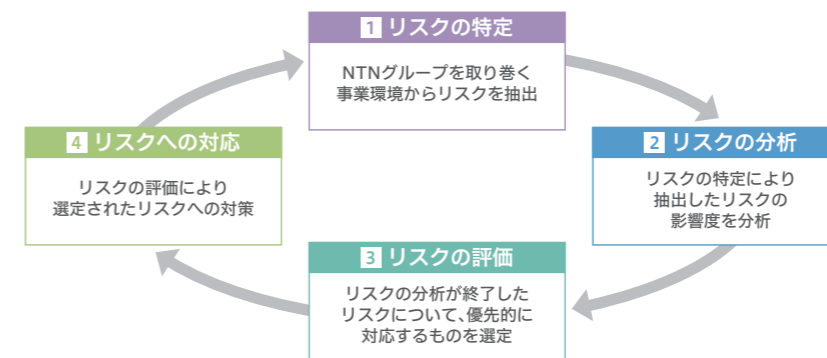 1 リスクの特定
NTNグループを取り巻く
事業環境からリスクを抽出
2 リスクの分析
リスクの特定により
抽出したリスクの
影響度を分析
3 リスクの評価
リスクの分析が終了した
リスクについて、優先的に
対応するものを選定
4 リスクへの対応
リスクの評価により
選定されたリスクへの対策